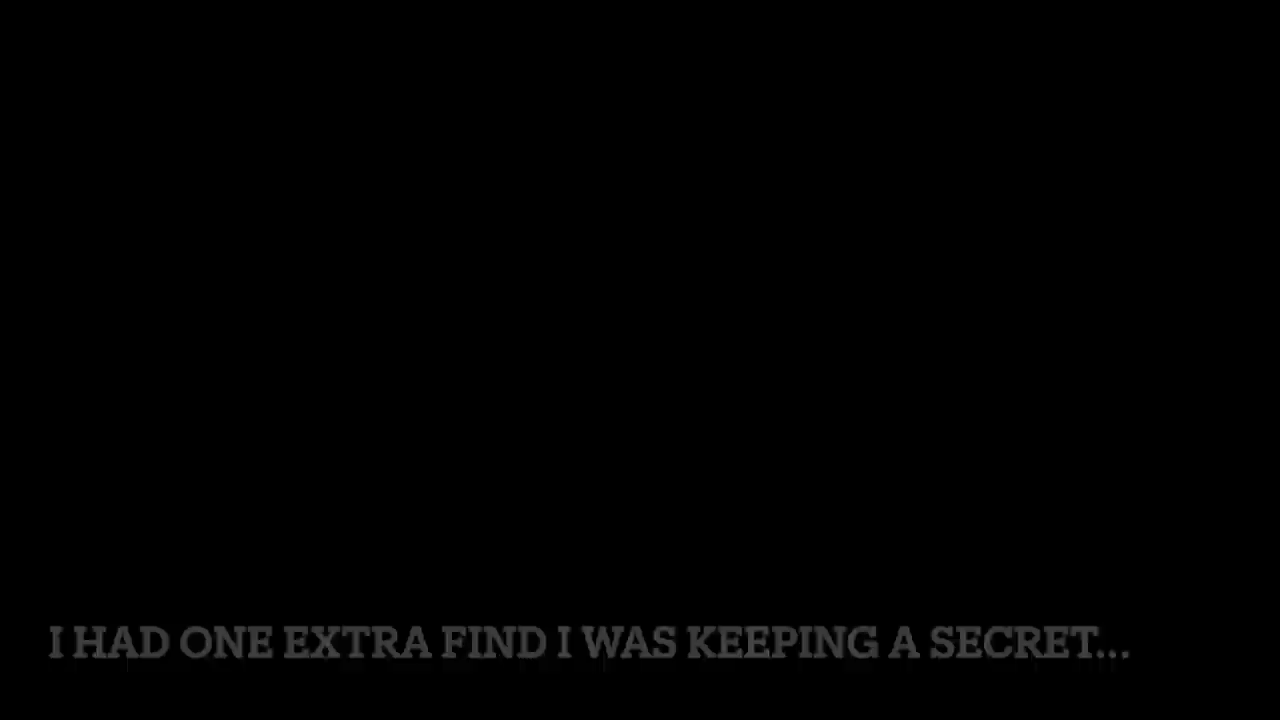 I HAD ONE EXTRA FIND I WAS KEEPING A SECRET...